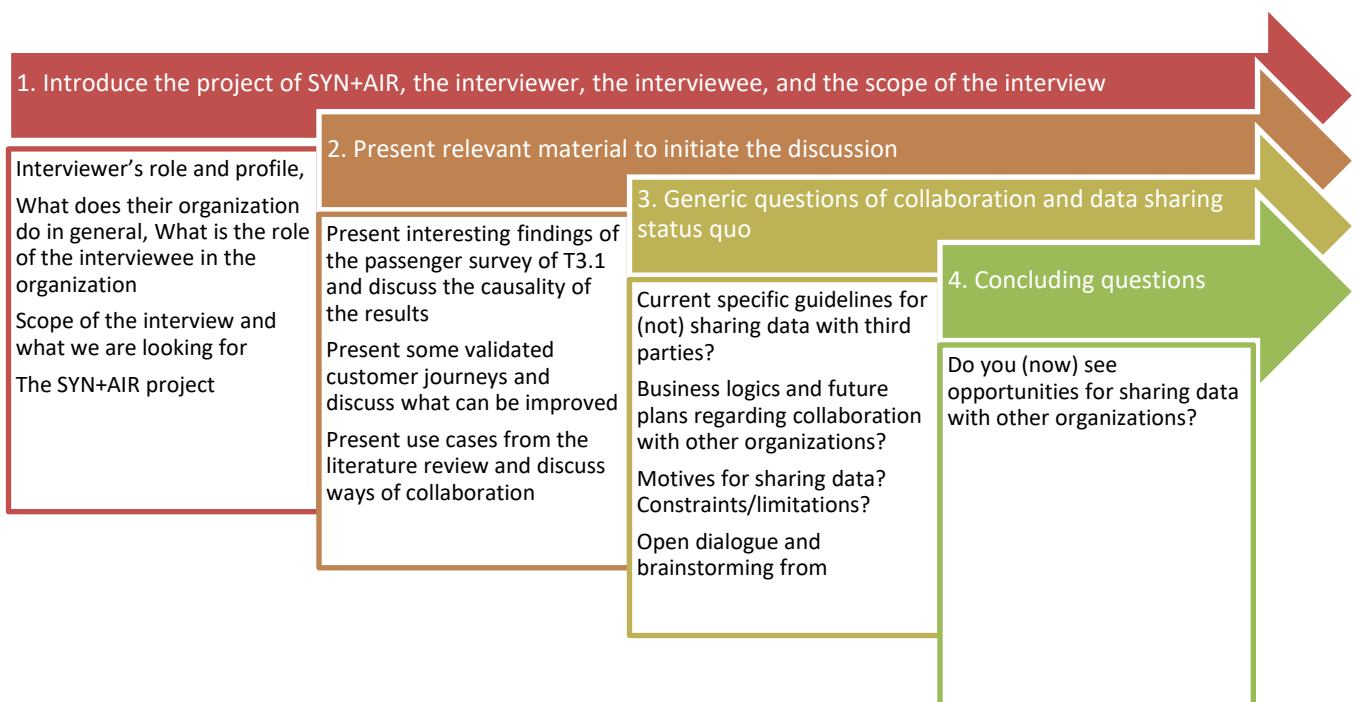 1. Introduce the project of SYN+AIR, the interviewer, the interviewee, and the scope of the interview
Interviewer's role and profile,
What does their organization
do in general, What is the role
of the interviewee in the
organization
Scope of the interview and
what we are looking for
The SYN+AIR project
2. Present relevant material to initiate the discussion
Present interesting findings of
the passenger survey of T3.1
and discuss the causality of
the results
Present some validated
customer journeys and
discuss what can be improved
Present use cases from the
literature review and discuss
ways of collaboration
3. Generic questions of collaboration and data sharing
status quo
Current specific guidelines for
(not) sharing data with third
parties?
Business logics and future
plans regarding collaboration
with other organizations?
Motives for sharing data?
Constraints/limitations?
Open dialogue and
brainstorming from
4. Concluding questions
Do you (now) see
opportunities for sharing data
with other organizations?